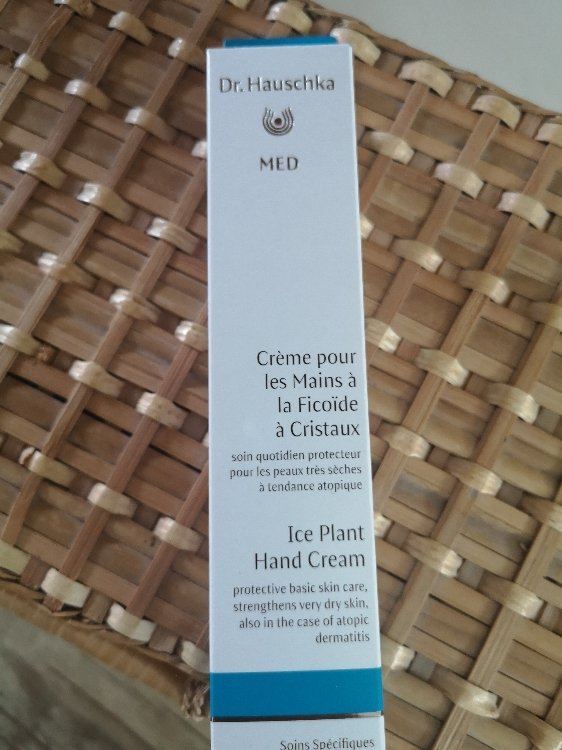 Dr. Hauschka
MED
Crème pour
les Mains à
la Ficoïde
à Cristaux
soin quotidien protecteur
pour les peaux très sèches
à tendance atopique
Ice Plant
Hand Cream
protective basic skin care,
strengthens very dry skin,
also in the case of atopic
dermatitis
Soins Spécifiques